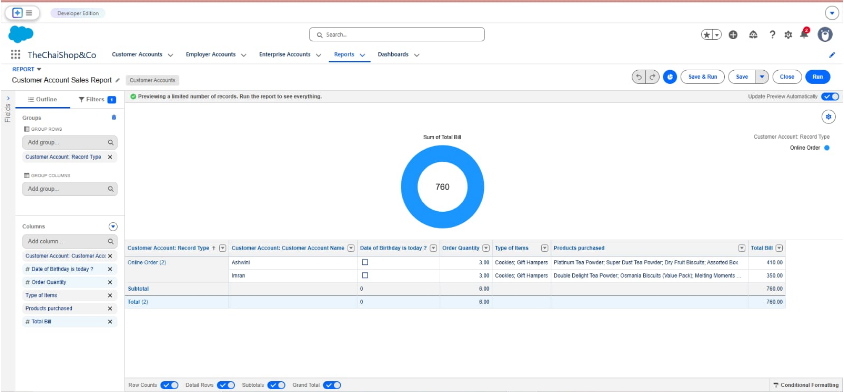 Developer Edition
Search...
2
TheChaiShop&Co Customer Accounts Employer Accounts Enterprise Accounts Reports Dashboards
REPORT
Customer Account Sales Report Customer Accounts
Save & Run Save Close Run
Fields
Outline Filters 1
Previewing a limited number of records. Run the report to see everything.
Update Preview Automatically
Groups
GROUP ROWS
Add group...
Customer Account: Record Type
GROUP COLUMNS
Add group...
Columns
Add column
Customer Account: Customer Acco
# Date of Birthday is today ?
# Order Quantity
Type of Items
Products purchased
# Total Bill
Sum of Total Bill
760
Customer Account: Record Type
Online Order
Customer Account: Record Type ↑ Customer Account: Customer Account Name Date of Birthday is today ? Order Quantity Type of Items Products purchased Total Bill
Online Order (2) Ashwini 3.00 Cookies; Gift Hampers Platinum Tea Powder; Super Dust Tea Powder; Dry Fruit Biscuits; Assorted Box 410.00
Imran 3.00 Cookies; Gift Hampers Double Delight Tea Powder; Osmania Biscuits (Value Pack); Melting Moments ... 350.00
Subtotal 0 6.00 760.00
Total (2) 0 6.00 760.00
Row Counts Detail Rows Subtotals Grand Total
Conditional Formatting